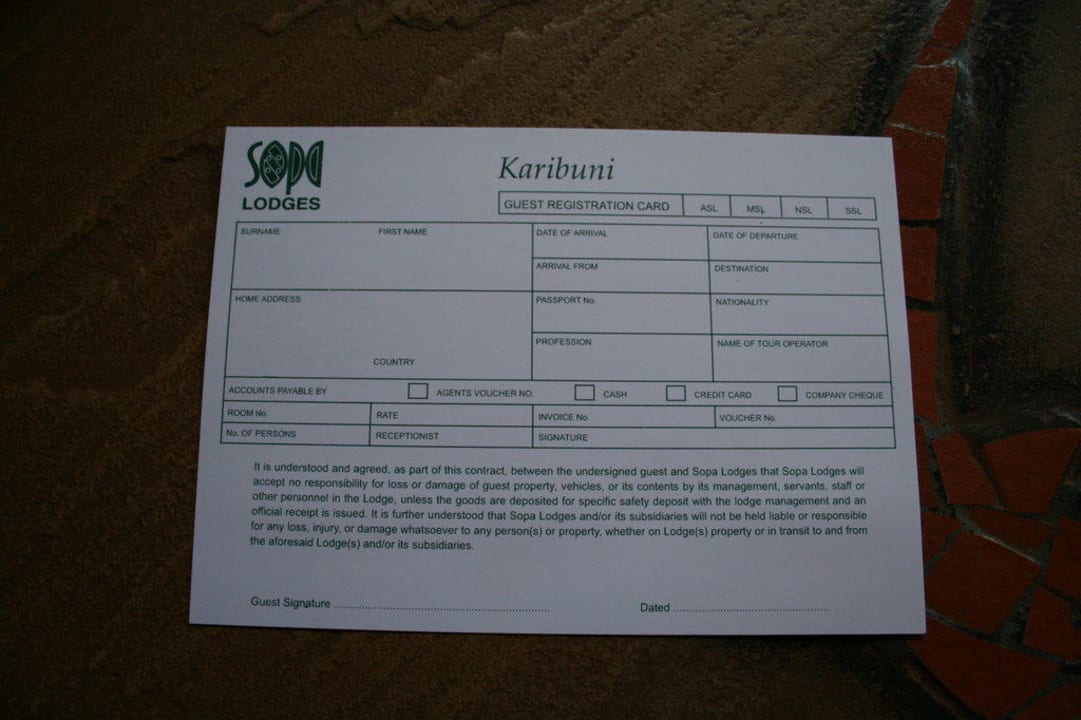 SOPA
LODGES
Karibuni
GUEST REGISTRATION CARD ASL MSL NSL SSL
SURNAME FIRST NAME DATE OF ARRIVAL DATE OF DEPARTURE
ARRIVAL FROM DESTINATION
HOME ADDRESS PASSPORT No. NATIONALITY
PROFESSION NAME OF TOUR OPERATOR
COUNTRY
ACCOUNTS PAYABLE BY AGENTS VOUCHER NO. CASH CREDIT CARD COMPANY CHEQUE
ROOM No. RATE INVOICE No. VOUCHER No.
No. OF PERSONS RECEPTIONIST SIGNATURE
It is understood and agreed, as part of this contract, between the undersigned guest and Sopa Lodges that Sopa Lodges will
accept no responsibility for loss or damage of guest property, vehicles, or its contents by its management, servants, staff or
other personnel in the Lodge, unless the goods are deposited for specific safety deposit with the lodge management and an
official receipt is issued. It is further understood that Sopa Lodges and/or its subsidiaries will not be held liable or responsible
for any loss, injury, or damage whatsoever to any person(s) or property, whether on Lodge(s) property or in transit to and from
the aforesaid Lodge(s) and/or its subsidiaries.
Guest Signature ........................................ Dated ........................................